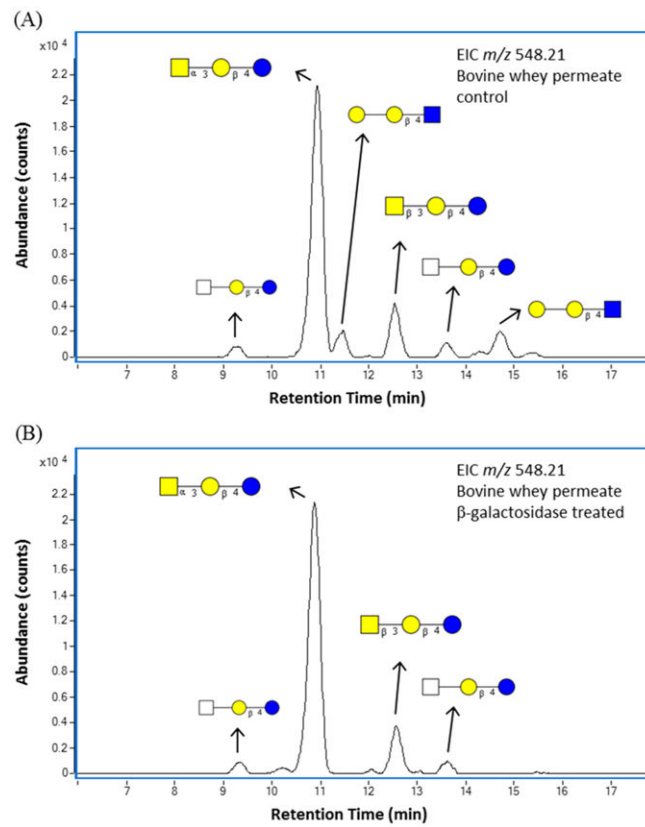 (A)
x10 4
EIC m/z 548.21
Bovine whey permeate
control
2.2
2
1.8
1.6
1.4
1.2
1
0.8
0.6
0.4
0.2
0
Abundance (counts)
α 3 β 4
β 4
β 3 β 4
β 4
β 4
β 4
7 8 9 10 11 12 13 14 15 16 17
Retention Time (min)
(B)
x10 4
EIC m/z 548.21
Bovine whey permeate
β-galactosidase treated
2.2
2
1.8
1.6
1.4
1.2
1
0.8
0.6
0.4
0.2
0
Abundance (counts)
α 3 β 4
β 3 β 4
β 4
β 4
7 8 9 10 11 12 13 14 15 16 17
Retention Time (min)